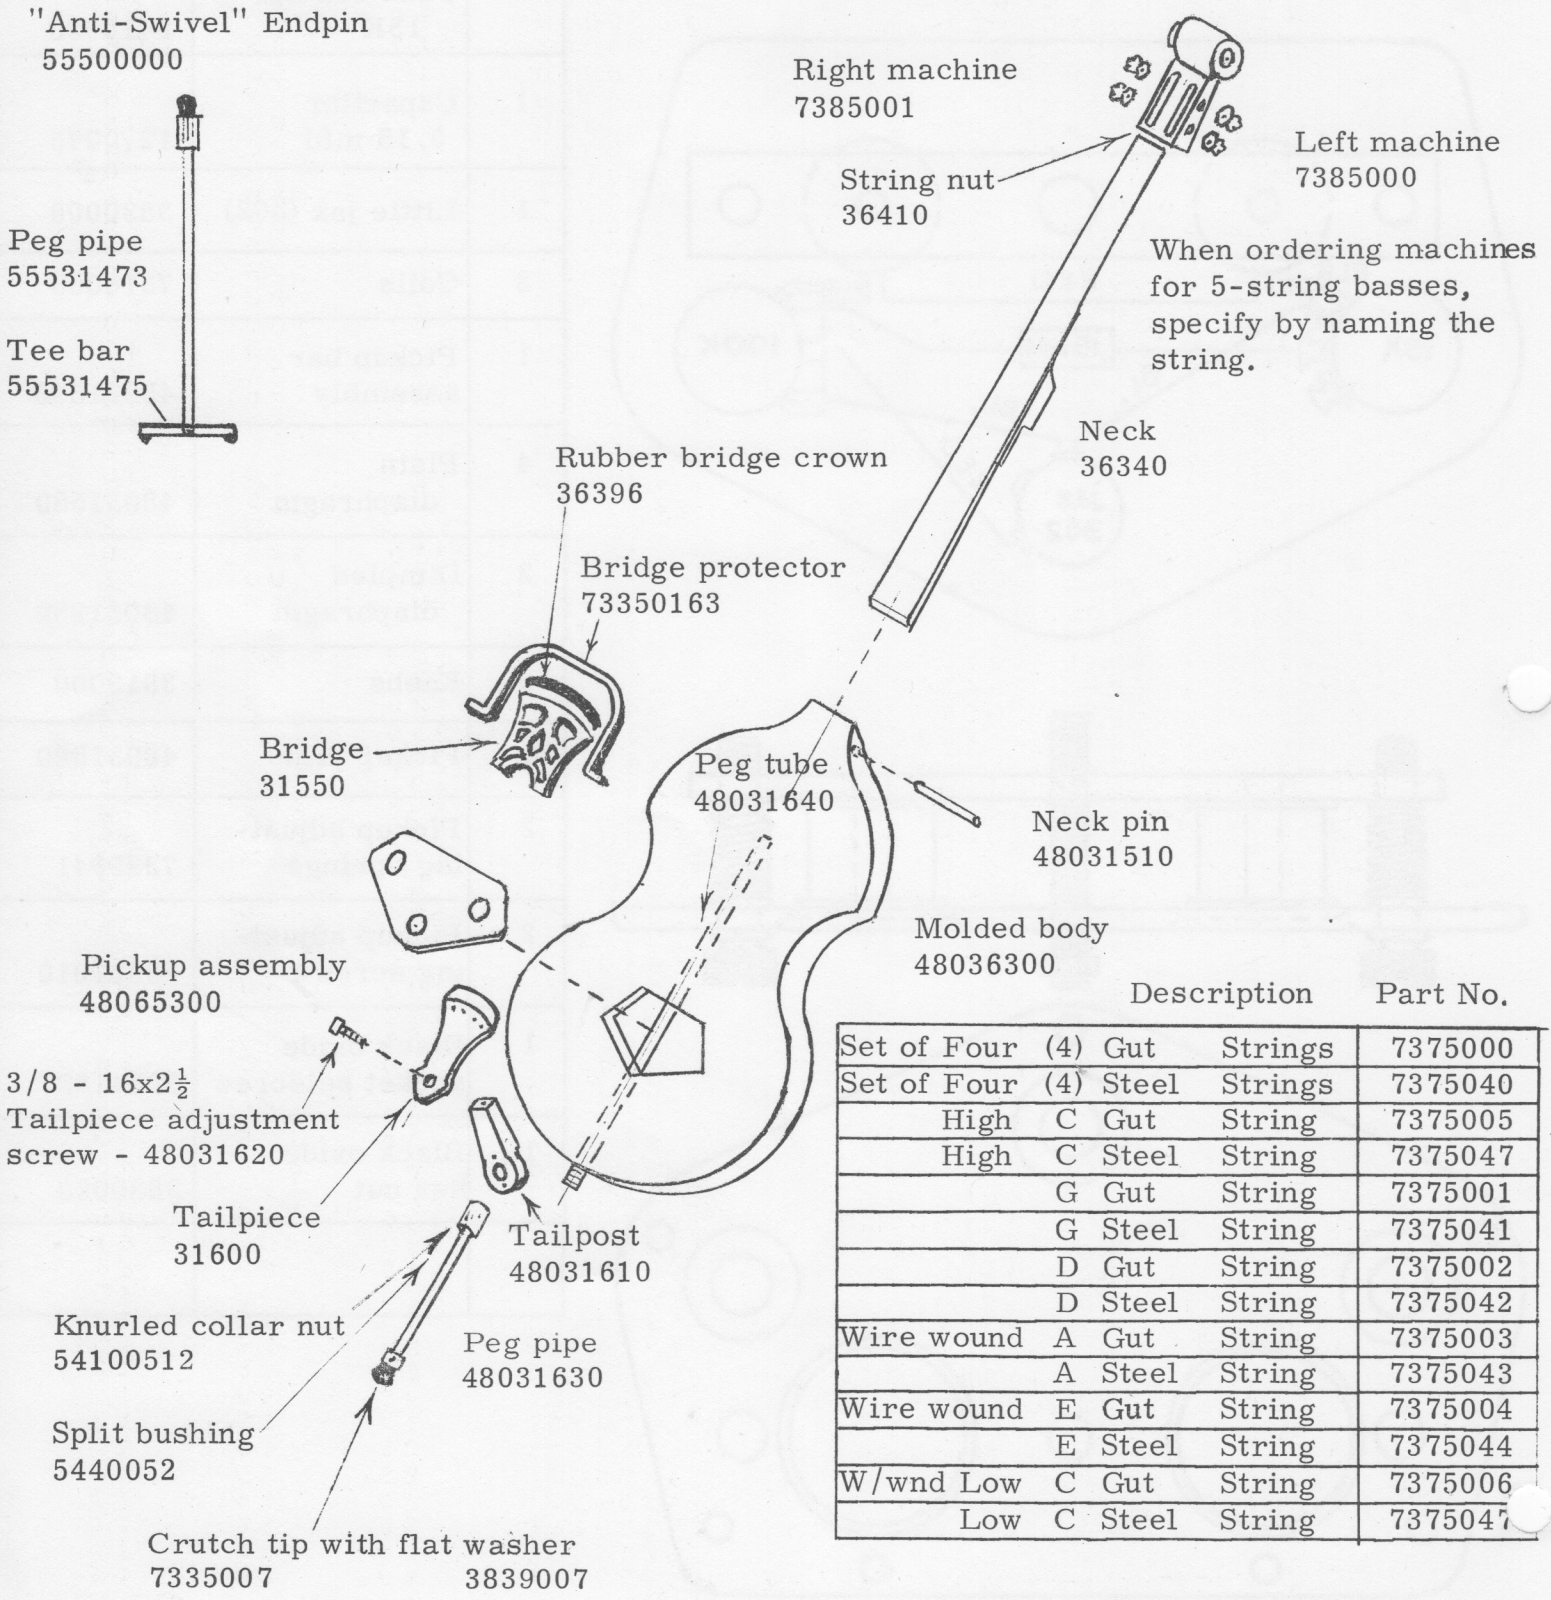 "Anti-Swivel" Endpin
55500000
Peg pipe
55531473
Tee bar
55531475
Right machine
7385001
String nut
36410
Left machine
7385000
When ordering machines
for 5-string basses,
specify by naming the
string.
Neck
36340
Rubber bridge crown
36396
Bridge protector
73350163
Bridge
31550
Peg tube
48031640
Neck pin
48031510
Molded body
48036300
Pickup assembly
48065300
3/8 - 16x2½
Tailpiece adjustment
screw - 48031620
Tailpiece
31600
Tailpost
48031610
Knurled collar nut
54100512
Peg pipe
48031630
Split bushing
5440052
Crutch tip with flat washer
7335007 3839007
Description Part No.
Set of Four (4) Gut Strings 7375000
Set of Four (4) Steel Strings 7375040
High C Gut String 7375005
High C Steel String 7375047
G Gut String 7375001
G Steel String 7375041
D Gut String 7375002
D Steel String 7375042
Wire wound A Gut String 7375003
A Steel String 7375043
Wire wound E Gut String 7375004
E Steel String 7375044
W/wnd Low C Gut String 7375006
Low C Steel String 7375047